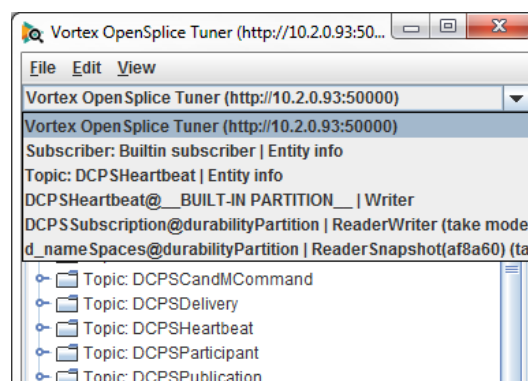 Vortex OpenSplice Tuner (http://10.2.0.93:50...
File Edit View
Vortex OpenSplice Tuner (http://10.2.0.93:50000)
Vortex OpenSplice Tuner (http://10.2.0.93:50000)
Subscriber: Builtin subscriber | Entity info
Topic: DCPSHeartbeat | Entity info
DCPSHeartbeat@__BUILT-IN PARTITION__ | Writer
DCPSSubscription@durabilityPartition | ReaderWriter (take mode
d_nameSpaces@durabilityPartition | ReaderSnapshot(af8a60) (ta
Topic: DCPSCandMCommand
Topic: DCPSDelivery
Topic: DCPSHeartbeat
Topic: DCPSParticipant
Topic: DCPSPublication